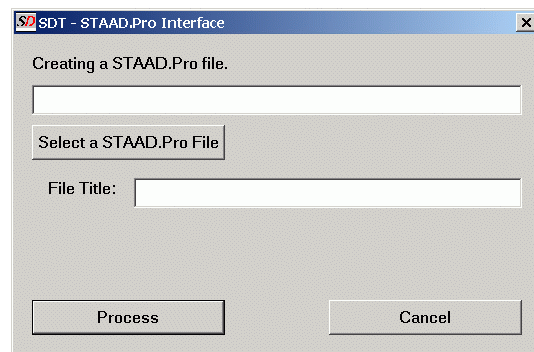 SD SDT - STAAD.Pro Interface
Creating a STAAD.Pro file.
Select a STAAD.Pro File
File Title:
Process Cancel